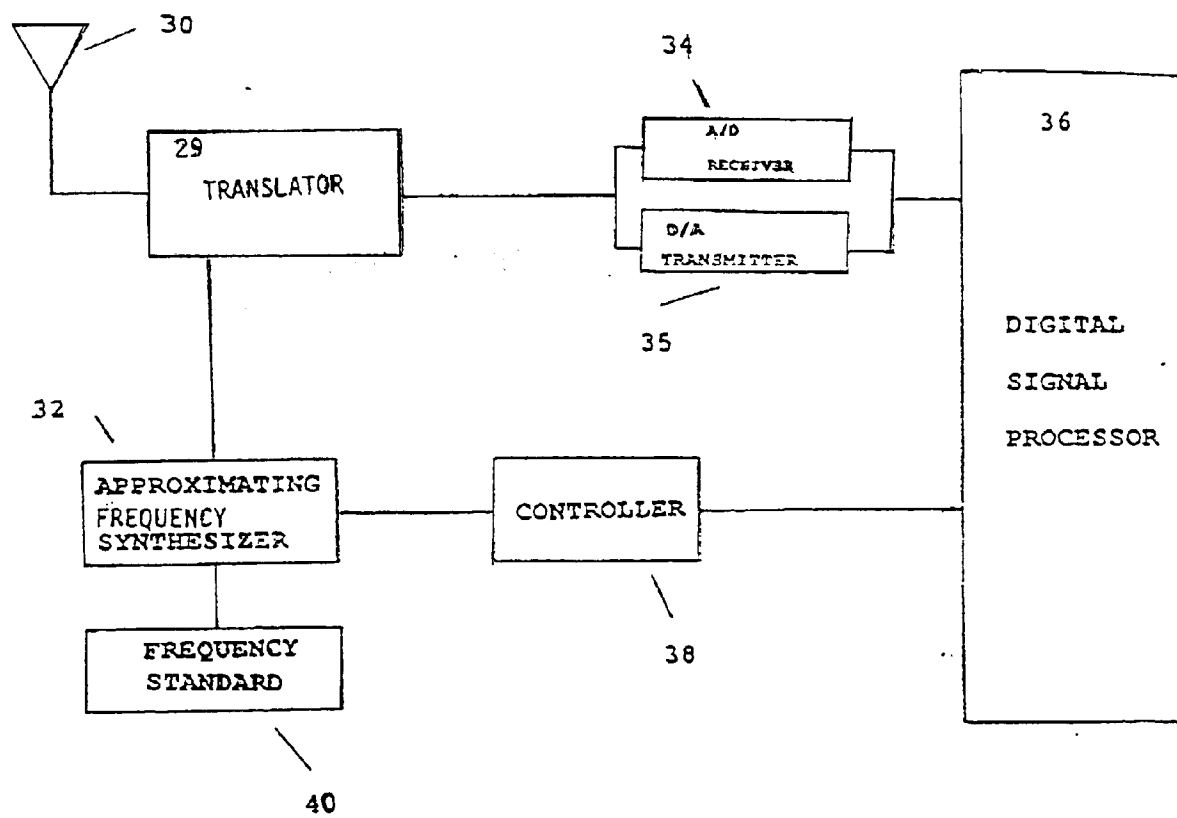 30
34
36
29
TRANSLATOR
A/D
RECEIVER
D/A
TRANSMITTER
35
DIGITAL
SIGNAL
PROCESSOR
32
APPROXIMATING
FREQUENCY
SYNTHESIZER
CONTROLLER
38
FREQUENCY
STANDARD
40